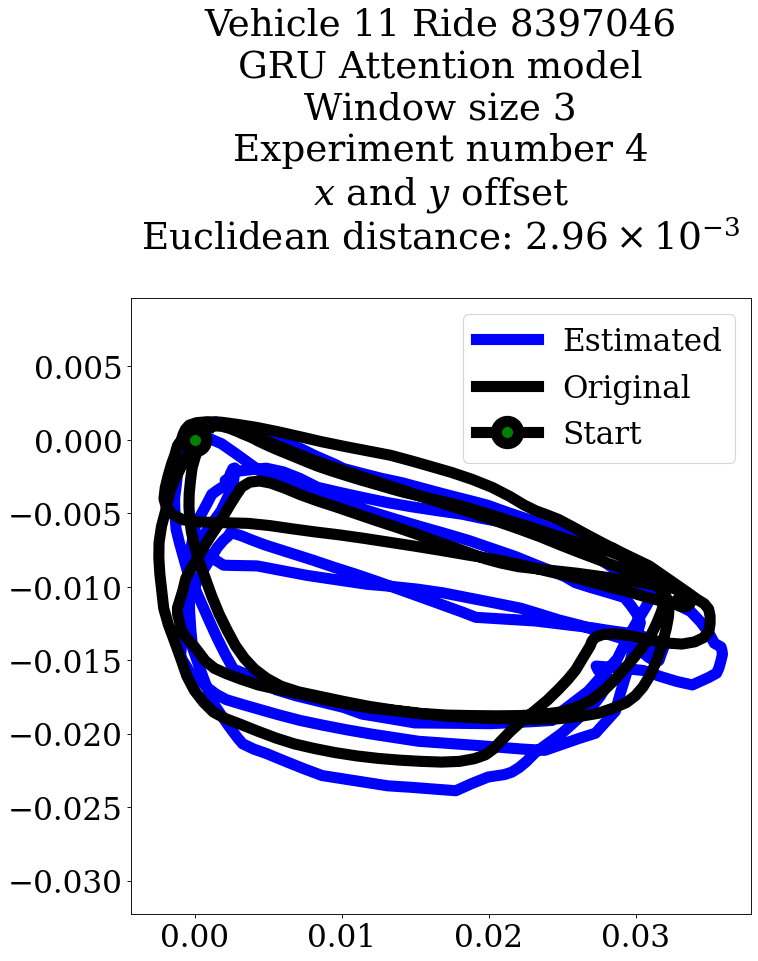 Vehicle 11 Ride 8397046
GRU Attention model
Window size 3
Experiment number 4
x and y offset
Euclidean distance: 2.96 × 10⁻³
Estimated
Original
Start
0.005
0.000
−0.005
−0.010
−0.015
−0.020
−0.025
−0.030
0.00 0.01 0.02 0.03